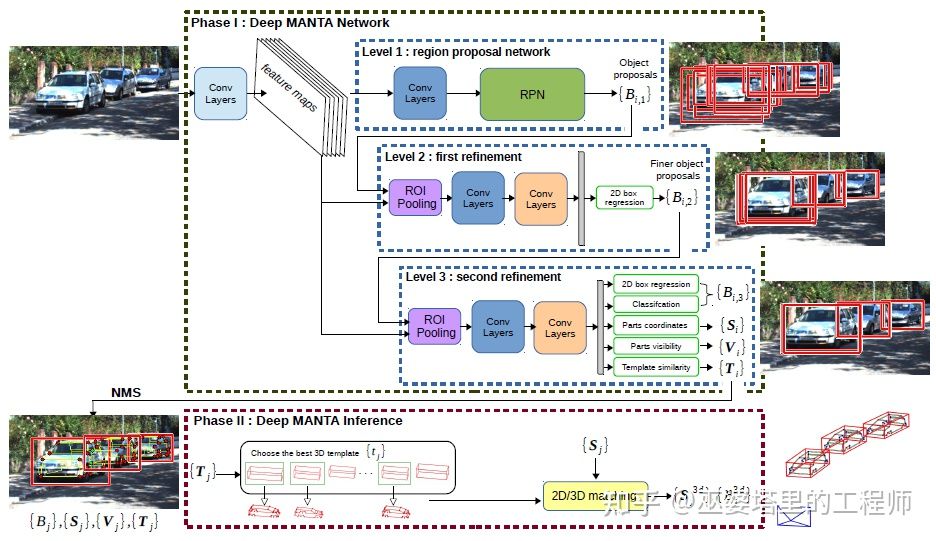 Phase I : Deep MANTA Network
Level 1 : region proposal network
Conv
Layers
feature maps
Conv
Layers
RPN
Object
proposals
{B_{i,1}}
Level 2 : first refinement
ROI
Pooling
Conv
Layers
Conv
Layers
2D box
regression
Finer object
proposals
{B_{i,2}}
Level 3 : second refinement
ROI
Pooling
Conv
Layers
Conv
Layers
2D box regression
Classifcation
{B_{i,3}}
Parts coordinates
{S_i}
Parts visibility
{V_i}
Template similarity
{T_i}
NMS
{B_j},{S_j},{V_j},{T_j}
Phase II : Deep MANTA Inference
{T_j}
Choose the best 3D template {t_j}
...
{S_j}
2D/3D matching
知乎 @巫婆塔里的工程师